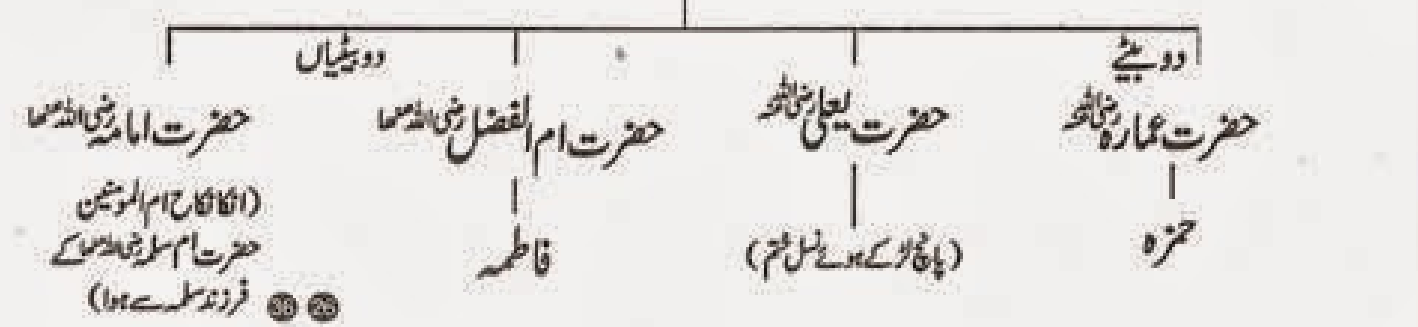 دو بیٹے
دو بیٹیاں
حضرت عمارہ رضی اللہ عنہ
حضرت یعلیٰ رضی اللہ عنہ
حضرت ام الفضل رضی اللہ عنہا
حضرت امامہ رضی اللہ عنہا
حمزہ
(پانچ لڑکے ہوئے نسل ختم)
فاطمہ
(انکا نکاح ام المومنین
حضرت ام سلمہ رضی اللہ عنہا کے
فرزند سلمہ سے ہوا)